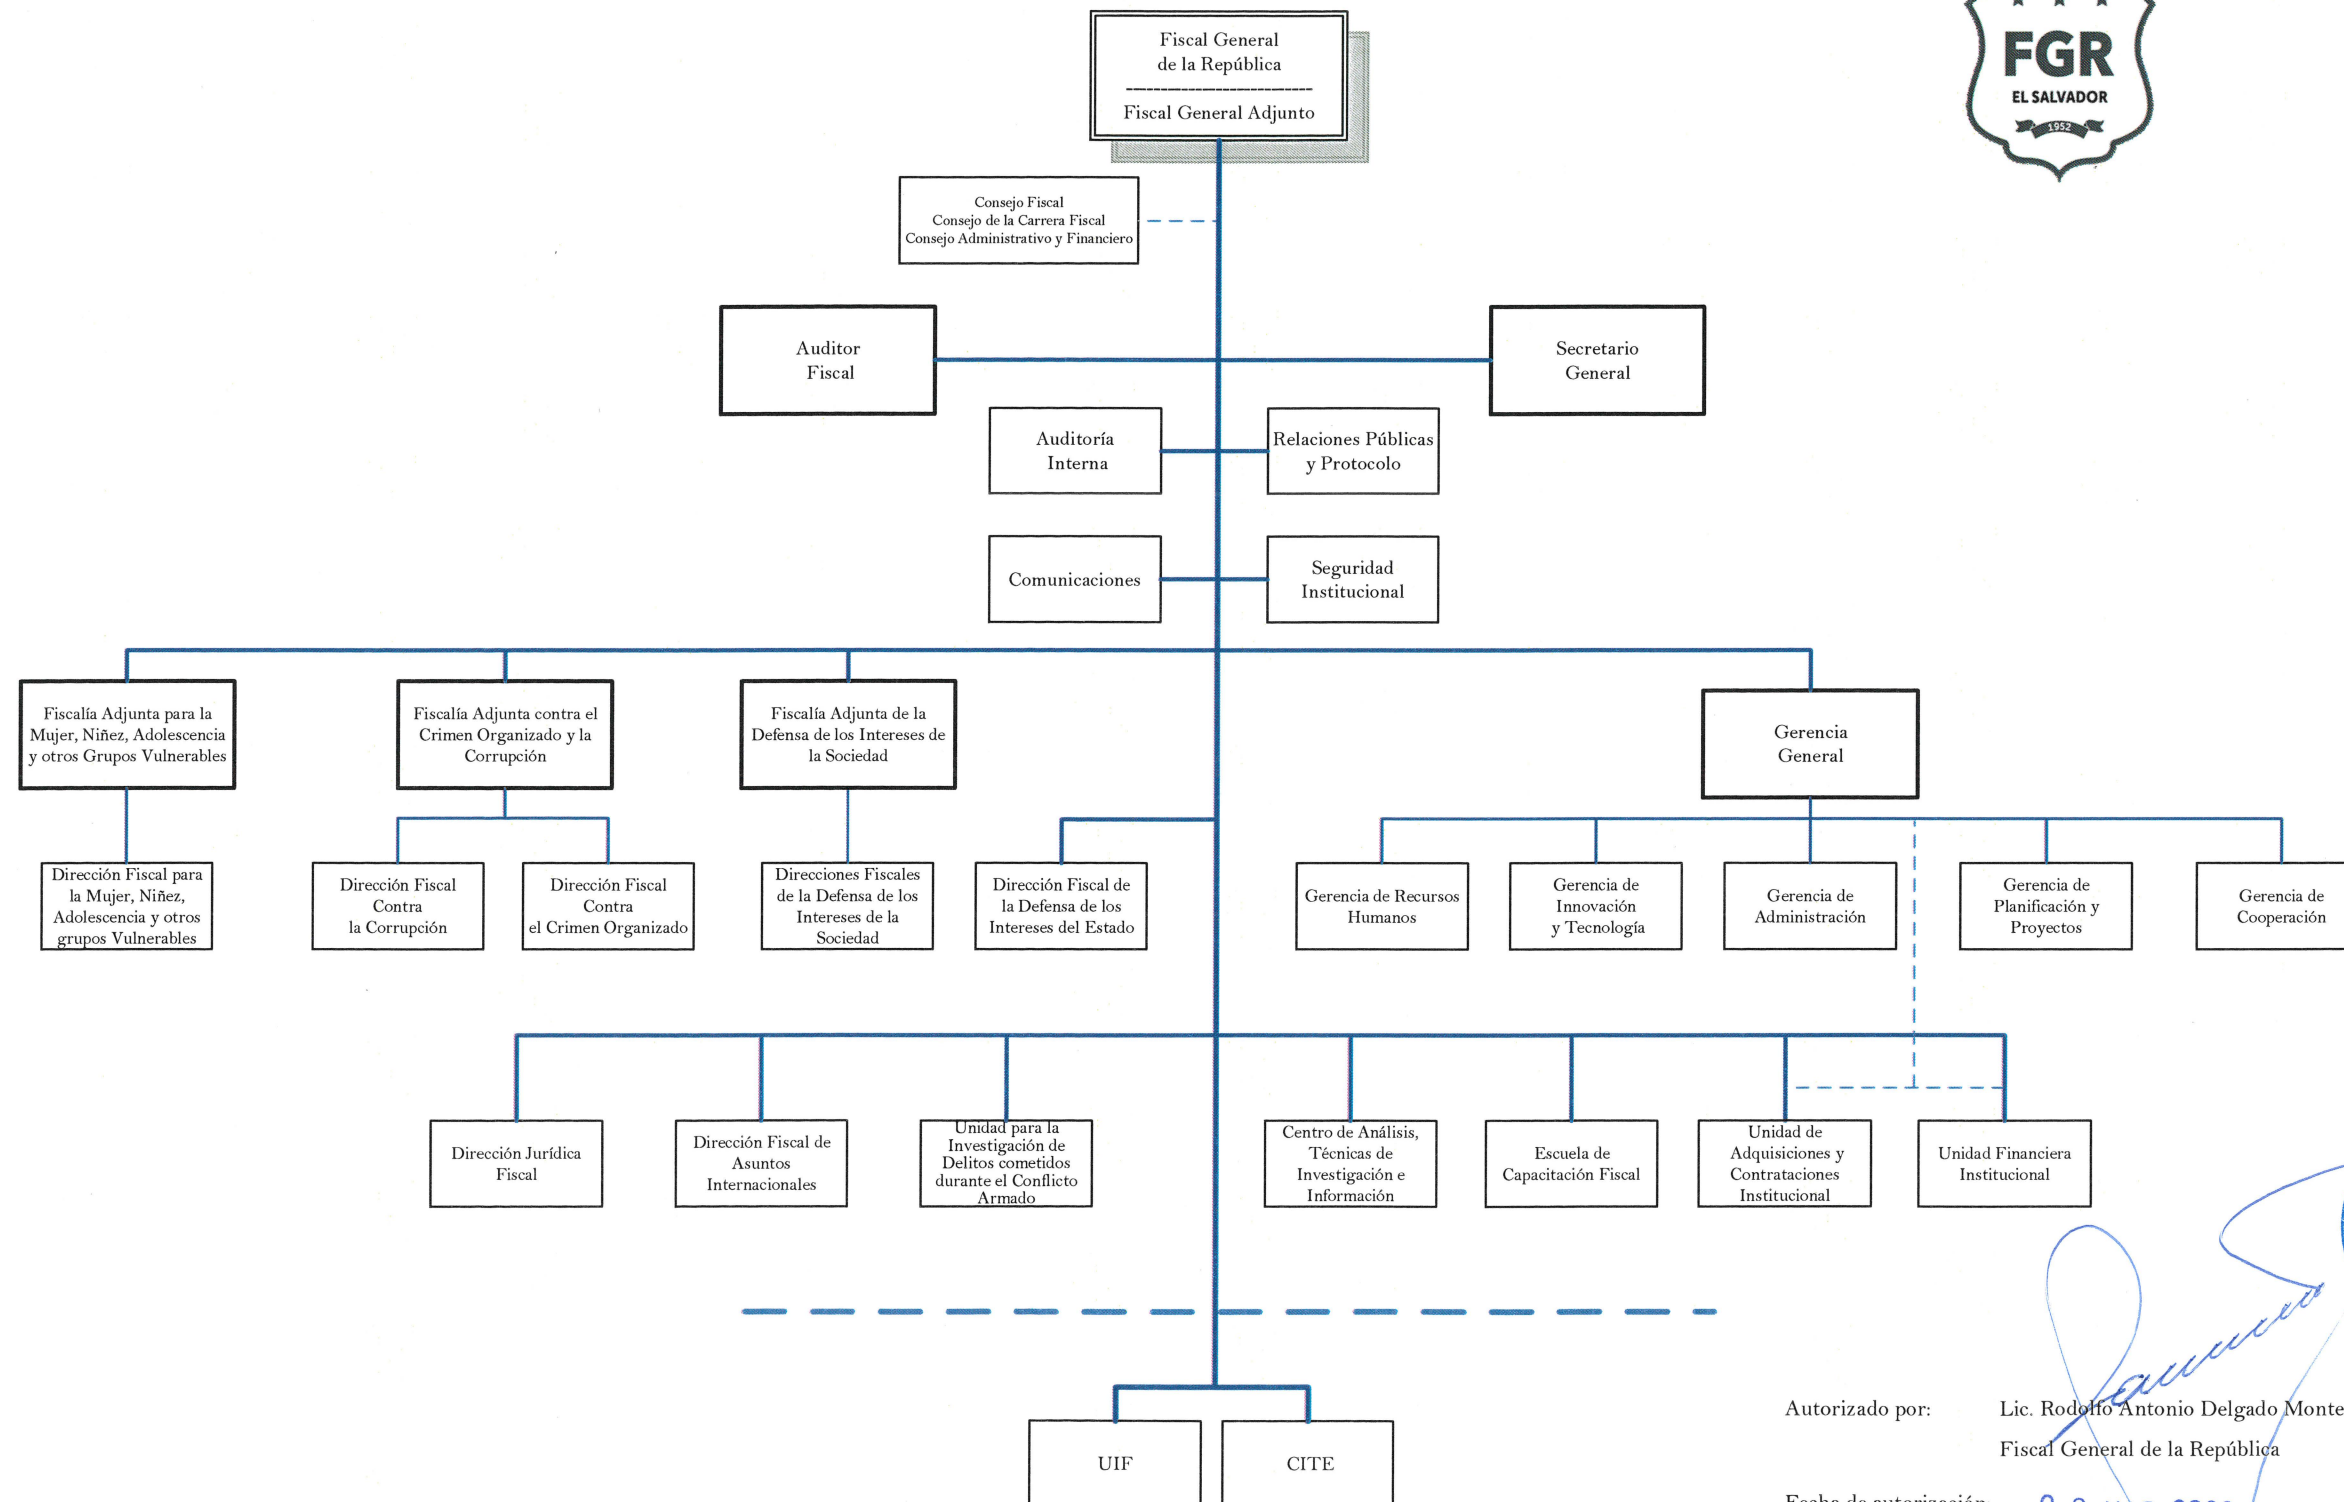 Fiscal General
de la República
Fiscal General Adjunto
FGR
EL SALVADOR
1952
Consejo Fiscal
Consejo de la Carrera Fiscal
Consejo Administrativo y Financiero
Auditor
Fiscal
Secretario
General
Auditoría
Interna
Relaciones Públicas
y Protocolo
Comunicaciones
Seguridad
Institucional
Fiscalía Adjunta para la
Mujer, Niñez, Adolescencia
y otros Grupos Vulnerables
Fiscalía Adjunta contra el
Crimen Organizado y la
Corrupción
Fiscalía Adjunta de la
Defensa de los Intereses de
la Sociedad
Gerencia
General
Dirección Fiscal para
la Mujer, Niñez,
Adolescencia y otros
grupos Vulnerables
Dirección Fiscal
Contra
la Corrupción
Dirección Fiscal
Contra
el Crimen Organizado
Direcciones Fiscales
de la Defensa de los
Intereses de la
Sociedad
Dirección Fiscal de
la Defensa de los
Intereses del Estado
Gerencia de Recursos
Humanos
Gerencia de
Innovación
y Tecnología
Gerencia de
Administración
Gerencia de
Planificación y
Proyectos
Gerencia de
Cooperación
Dirección Jurídica
Fiscal
Dirección Fiscal de
Asuntos
Internacionales
Unidad para la
Investigación de
Delitos cometidos
durante el Conflicto
Armado
Centro de Análisis,
Técnicas de
Investigación e
Información
Escuela de
Capacitación Fiscal
Unidad de
Adquisiciones y
Contrataciones
Institucional
Unidad Financiera
Institucional
UIF
CITE
Autorizado por: Lic. Rodolfo Antonio Delgado Monte
Fiscal General de la República
Fecha de autorización: